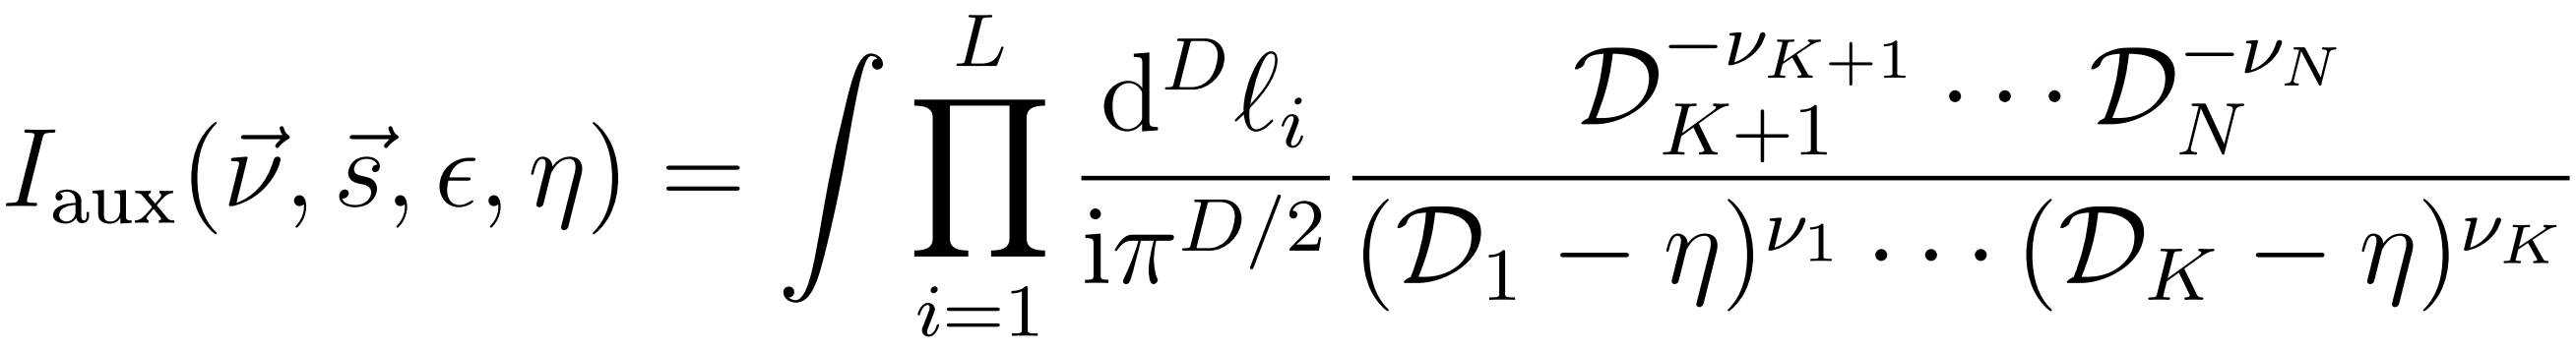 I_{\text{aux}}(\vec{\nu}, \vec{s}, \epsilon, \eta) = \int \prod_{i=1}^{L} \frac{\mathrm{d}^D \ell_i}{\mathrm{i}\pi^{D/2}} \frac{\mathcal{D}_{K+1}^{-\nu_{K+1}} \cdots \mathcal{D}_N^{-\nu_N}}{(\mathcal{D}_1 - \eta)^{\nu_1} \cdots (\mathcal{D}_K - \eta)^{\nu_K}}